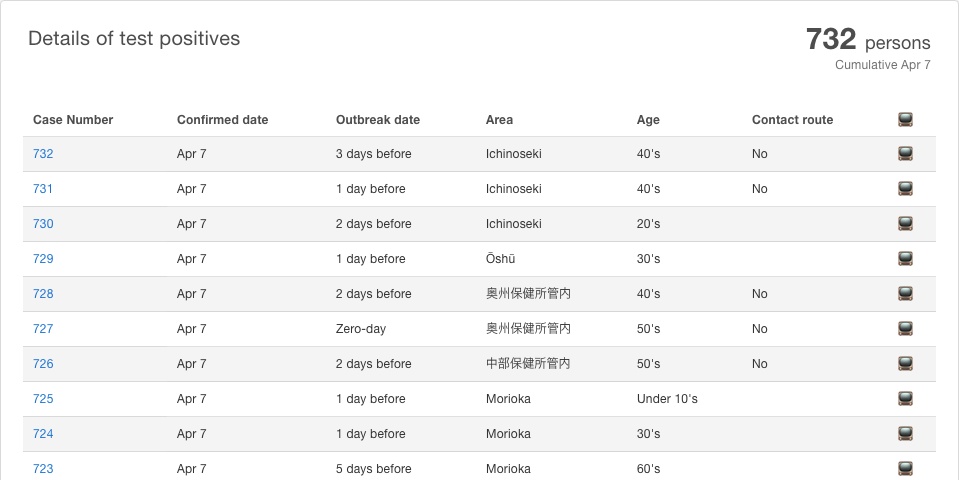 Details of test positives
732 persons
Cumulative Apr 7
Case Number Confirmed date Outbreak date Area Age Contact route
732 Apr 7 3 days before Ichinoseki 40's No
731 Apr 7 1 day before Ichinoseki 40's No
730 Apr 7 2 days before Ichinoseki 20's
729 Apr 7 1 day before Ōshū 30's
728 Apr 7 2 days before 奥州保健所管内 40's No
727 Apr 7 Zero-day 奥州保健所管内 50's No
726 Apr 7 2 days before 中部保健所管内 50's No
725 Apr 7 1 day before Morioka Under 10's
724 Apr 7 1 day before Morioka 30's
723 Apr 7 5 days before Morioka 60's